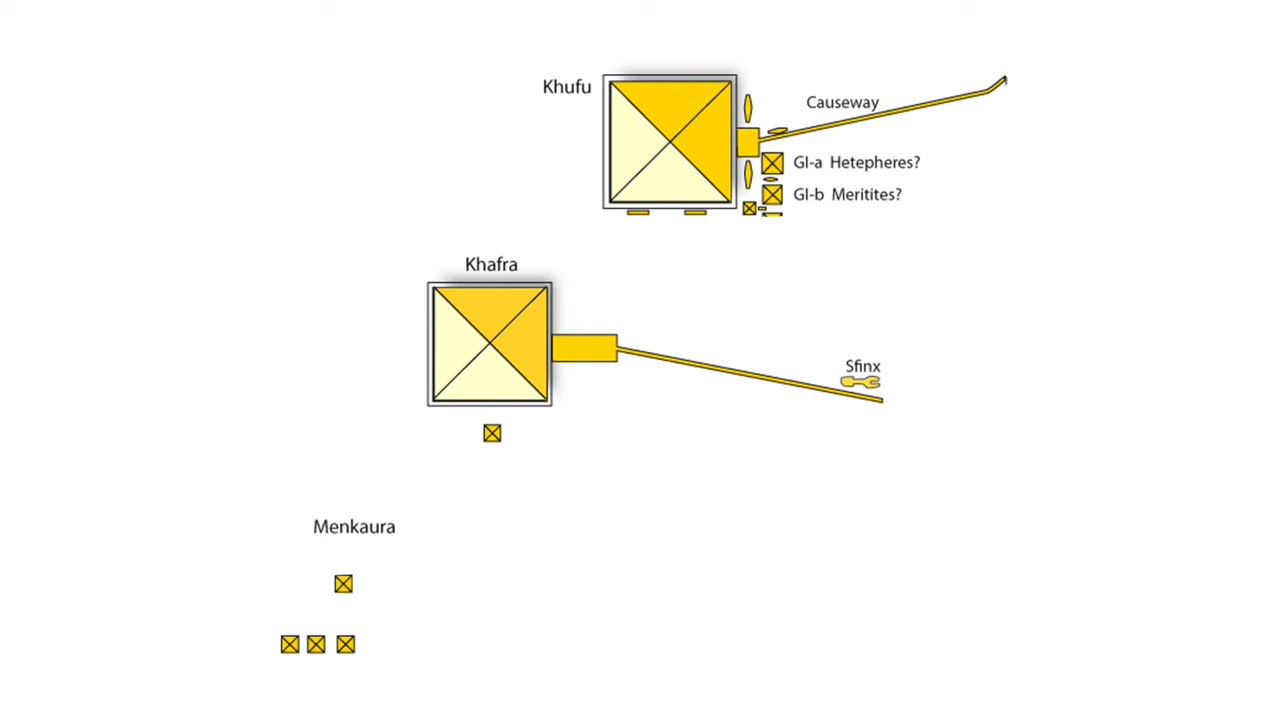 Khufu
Causeway
GI-a Hetepheres?
GI-b Meritites?
Khafra
Sfinx
Menkaura